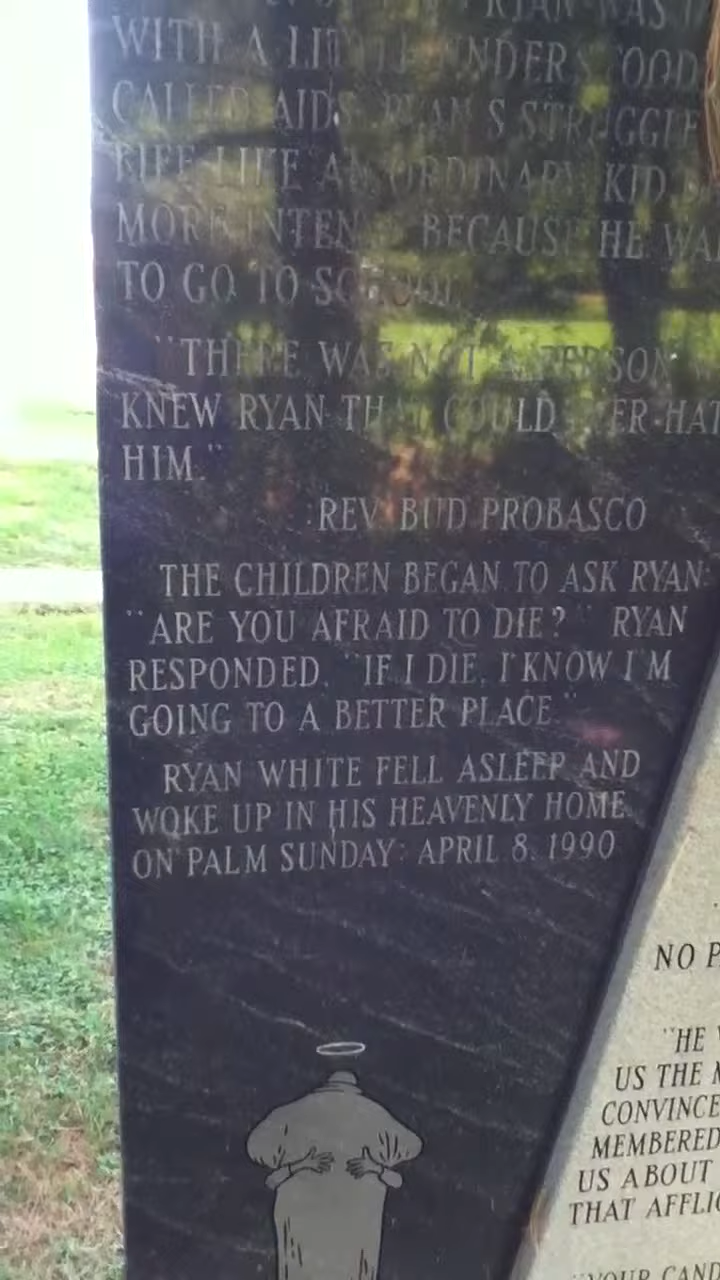 RYAN WAS
WITH A LITTLE UNDERSTOOD
CALLED AIDS. RYAN'S STRUGGLE
LIFE LIKE AN ORDINARY KID
MORE INTENSE BECAUSE HE
TO GO TO SCHOOL.
"THERE WAS NOT A PERSON
KNEW RYAN THAT COULD EVER
HIM."
REV. BUD PROBASCO
THE CHILDREN BEGAN TO ASK RYAN:
"ARE YOU AFRAID TO DIE?" RYAN
RESPONDED, "IF I DIE, I KNOW I'M
GOING TO A BETTER PLACE."
RYAN WHITE FELL ASLEEP AND
WOKE UP IN HIS HEAVENLY HOME
ON PALM SUNDAY: APRIL 8, 1990
NO
"HE
US THE
CONVINCE
MEMBERED
US ABOUT
THAT
"YOUR